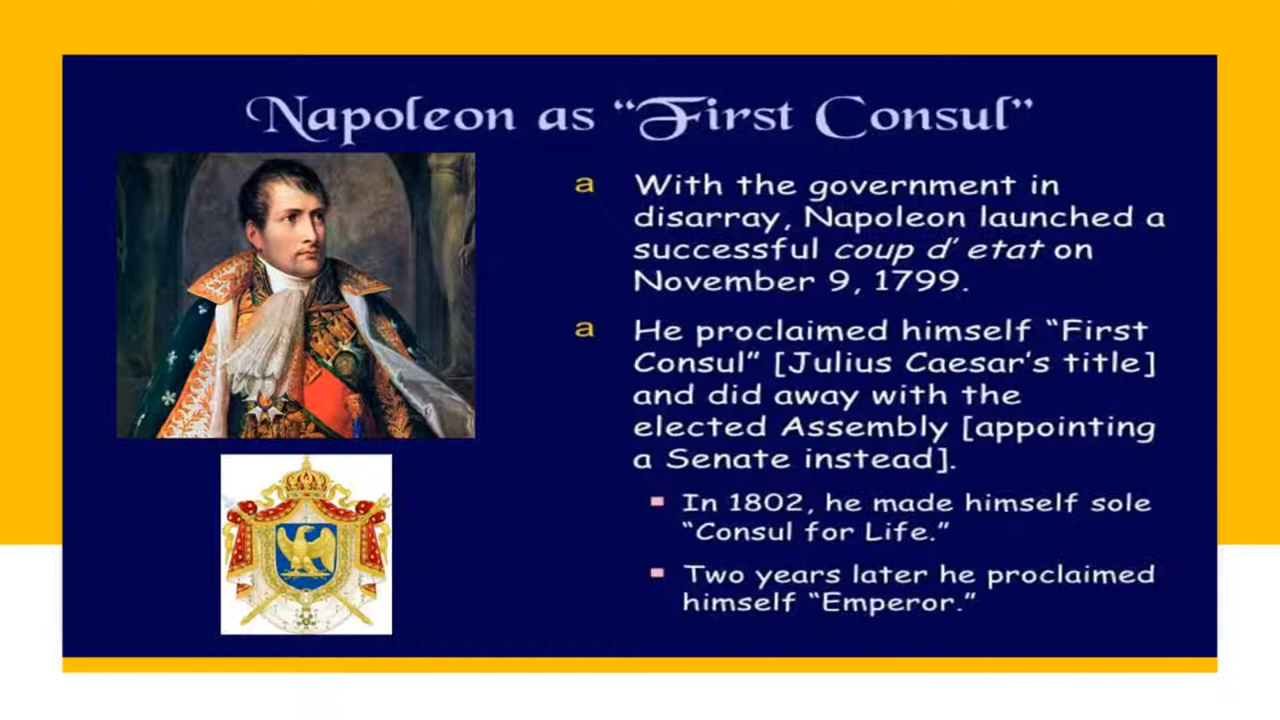 Napoleon as “First Consul”
a With the government in
disarray, Napoleon launched a
successful coup d’ etat on
November 9, 1799.
a He proclaimed himself “First
Consul” [Julius Caesar’s title]
and did away with the
elected Assembly [appointing
a Senate instead].
In 1802, he made himself sole
“Consul for Life.”
Two years later he proclaimed
himself “Emperor.”